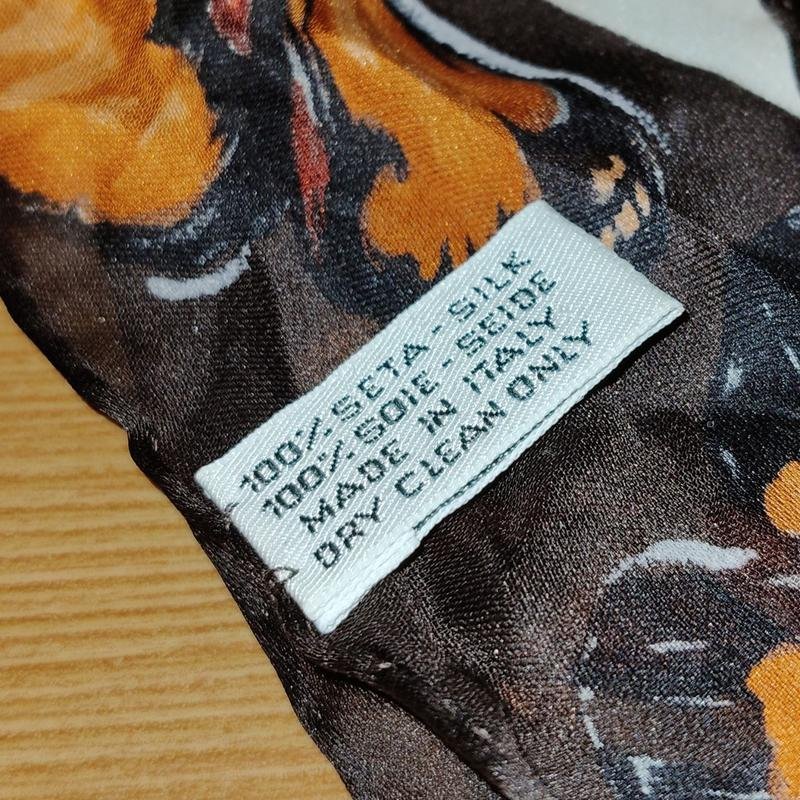 100% SETA - SILK
100% SOIE - SEIDE
MADE IN ITALY
DRY CLEAN ONLY